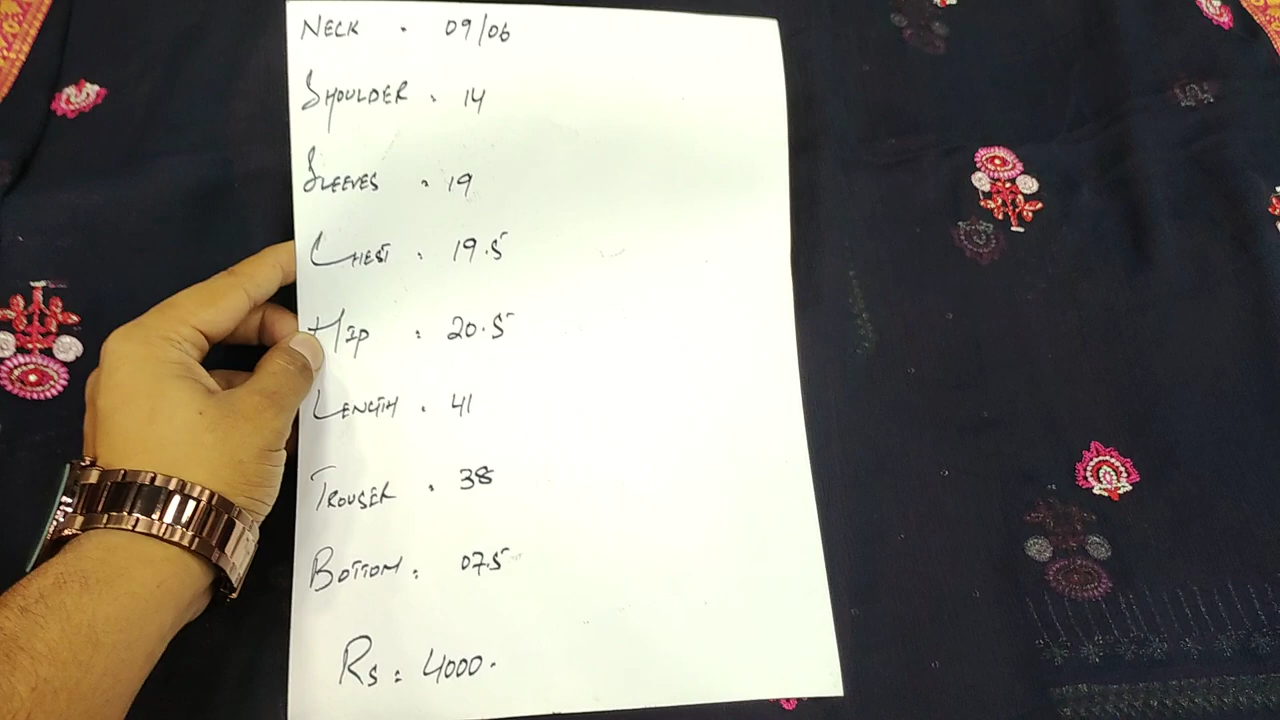 NECK . 09/06
SHOULDER . 14
SLEEVES . 19
CHEST : 19.5
HIP : 20.5
LENGTH . 41
TROUSER . 38
BOTTOM : 07.5
Rs : 4000.